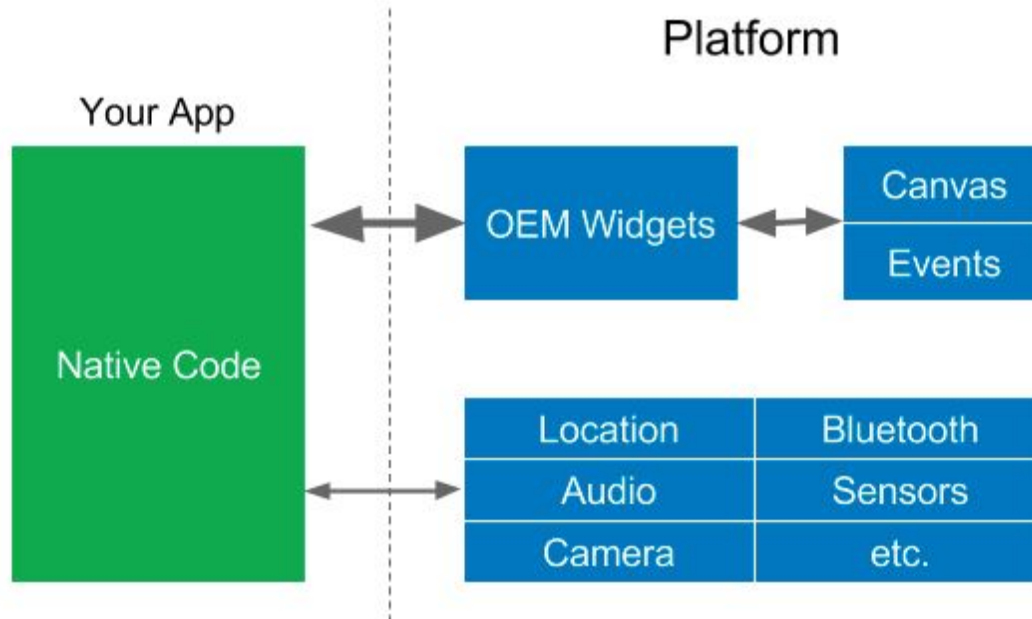 Platform
Your App
Native Code
OEM Widgets
Canvas
Events
Location
Bluetooth
Audio
Sensors
Camera
etc.